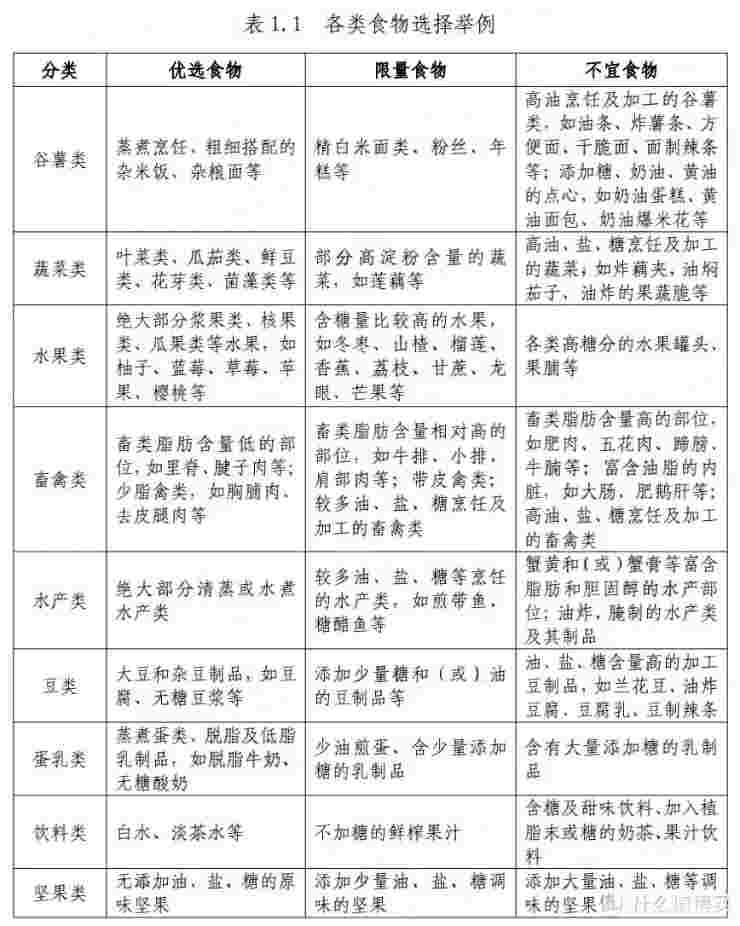 表1.1 各类食物选择举例
分类
优选食物
限量食物
不宜食物
谷薯类
蒸煮烹饪、粗细搭配的
杂米饭、杂粮面等
精白米面类、粉丝、年
糕等
高油烹饪及加工的谷薯
类，如油条、炸薯条、方
便面、干脆面、面制辣条
等；添加糖、奶油、黄油
的点心，如奶油蛋糕、黄
油面包、奶油爆米花等
蔬菜类
叶菜类、瓜茄类、鲜豆
类、花芽类、菌藻类等
部分高淀粉含量的蔬
菜，如莲藕等
高油、盐、糖烹饪及加工
的蔬菜，如炸藕夹，油焖
茄子、油炸的果蔬脆等
水果类
绝大部分浆果类、核果
类、瓜果类等水果，如
柚子、蓝莓、草莓、苹
果、樱桃等
含糖量比较高的水果，
如冬枣、山楂、榴莲、
香蕉、荔枝、甘蔗、龙
眼、芒果等
各类高糖分的水果罐头、
果脯等
畜禽类
畜类脂肪含量低的部
位，如里脊、腱子肉等；
少脂禽类，如胸脯肉、
去皮腿肉等
畜类脂肪含量相对高的
部位，如牛排、小排，
肩部肉等；带皮禽类；
较多油、盐、糖烹饪及
加工的畜禽类
畜类脂肪含量高的部位，
如肥肉、五花肉、蹄膀、
牛腩等；富含油脂的内
脏，如大肠、肥鹅肝等；
高油、盐、糖烹饪及加工
的畜禽类
水产类
绝大部分清蒸或水煮
水产类
较多油、盐、糖等烹饪
的水产类，如煎带鱼、
糖醋鱼等
蟹黄和（或）蟹膏等富含
脂肪和胆固醇的水产部
位；油炸，腌制的水产类
及其制品
豆类
大豆和杂豆制品，如豆
腐、无糖豆浆等
添加少量糖和（或）油
的豆制品等
油、盐、糖含量高的加工
豆制品，如兰花豆、油炸
豆腐、豆腐乳、豆制辣条
蛋乳类
蒸煮蛋类，脱脂及低脂
乳制品，如脱脂牛奶、
无糖酸奶
少油煎蛋、含少量添加
糖的乳制品
含有大量添加糖的乳制
品
饮料类
白水、淡茶水等
不加糖的鲜榨果汁
含糖及甜味饮料、加入植
脂末或糖的奶茶、果汁饮
料
坚果类
无添加油、盐、糖的原
味坚果
添加少量油、盐、糖调
味的坚果
添加大量油、盐、糖等调
味的坚果
值 什么值得买